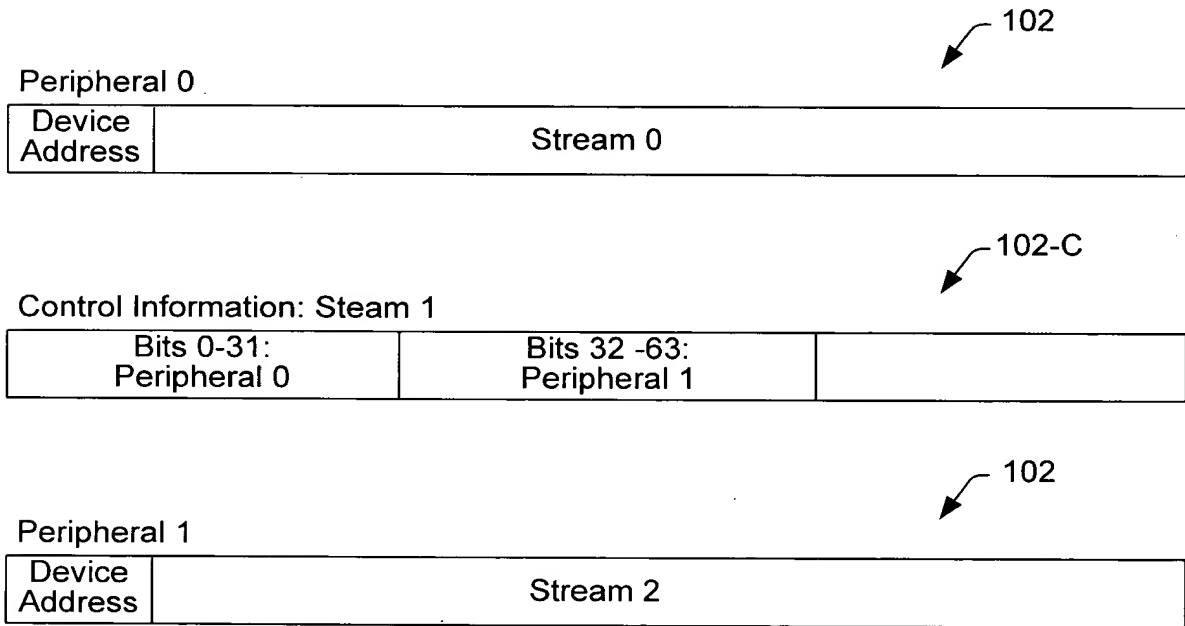 102
Peripheral 0
Device
Address
Stream 0
102-C
Control Information: Steam 1
Bits 0-31:
Peripheral 0
Bits 32 -63:
Peripheral 1
102
Peripheral 1
Device
Address
Stream 2